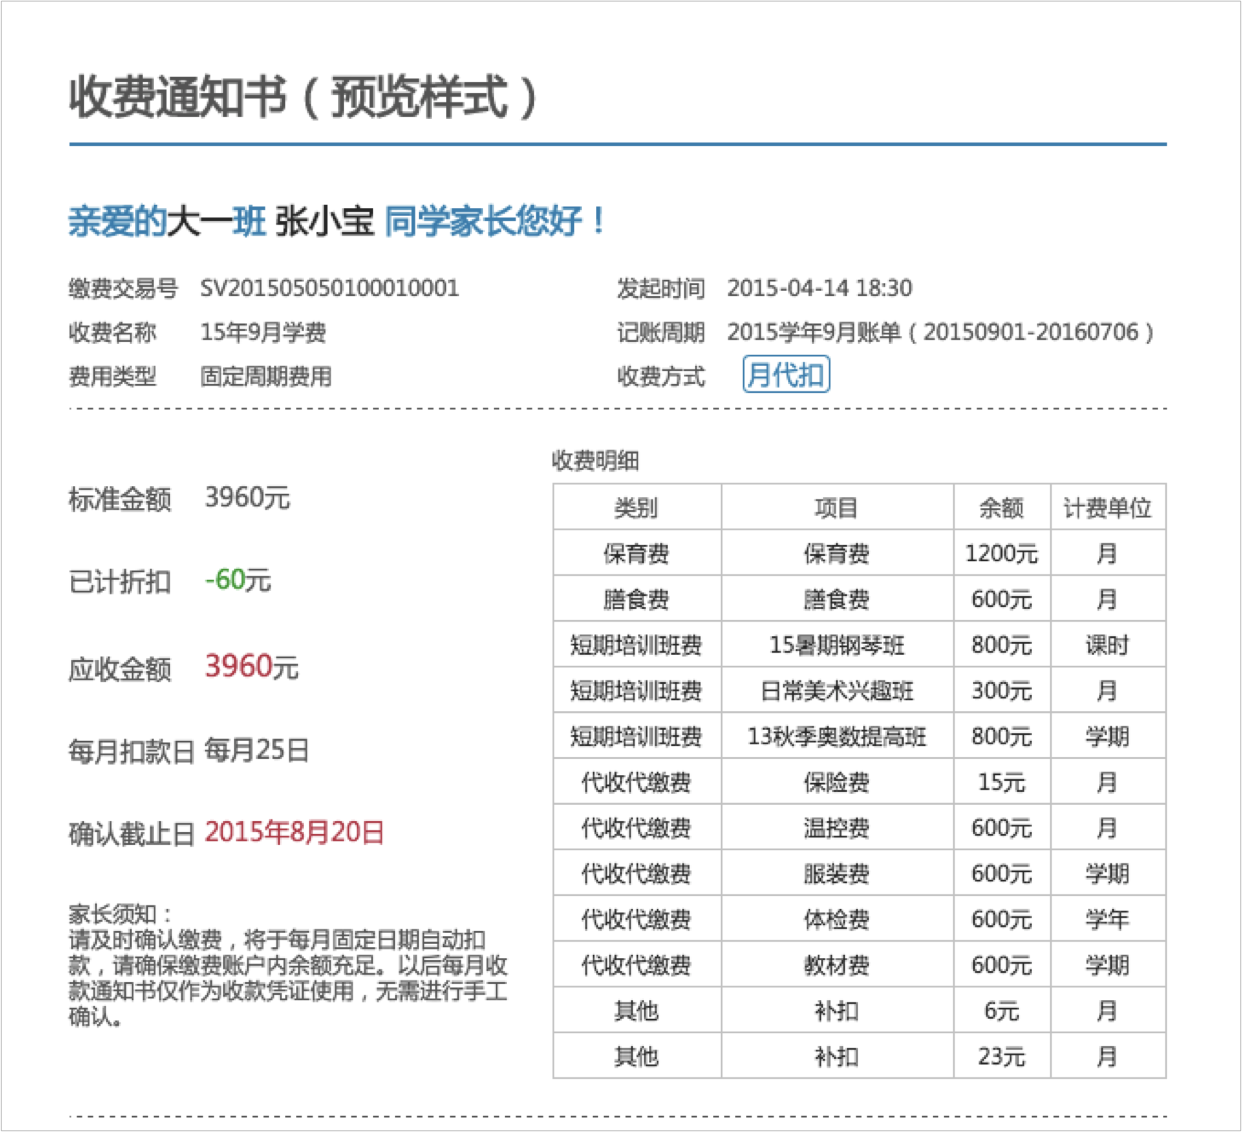 收费通知书（预览样式）
亲爱的大一班 张小宝 同学家长您好！
缴费交易号 SV201505050100010001 发起时间 2015-04-14 18:30
收费名称 15年9月学费 记账周期 2015学年9月账单（20150901-20160706）
费用类型 固定周期费用 收费方式 月代扣
标准金额 3960元
已计折扣 -60元
应收金额 3960元
每月扣款日 每月25日
确认截止日 2015年8月20日
家长须知：
请及时确认缴费，将于每月固定日期自动扣
款，请确保缴费账户内余额充足。以后每月收
款通知书仅作为收款凭证使用，无需进行手工
确认。
收费明细
类别 项目 余额 计费单位
保育费 保育费 1200元 月
膳食费 膳食费 600元 月
短期培训班费 15暑期钢琴班 800元 课时
短期培训班费 日常美术兴趣班 300元 月
短期培训班费 13秋季奥数提高班 800元 学期
代收代缴费 保险费 15元 月
代收代缴费 温控费 600元 月
代收代缴费 服装费 600元 学期
代收代缴费 体检费 600元 学年
代收代缴费 教材费 600元 学期
其他 补扣 6元 月
其他 补扣 23元 月